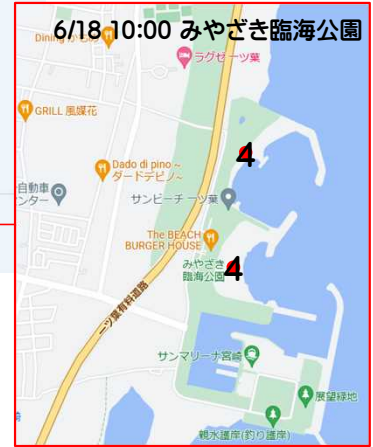 6/18 10:00 みやざき臨海公園
Dining
ラグゼ一ツ葉
GRILL 風媒花
4
Dado di pino ~
ダードデピノ~
自動車
ンター
サンビーチ一ツ葉
The BEACH
BURGER HOUSE
みやざき
臨海公園
4
一ツ葉有料道路
サンマリーナ宮崎
展望緑地
親水護岸(釣り護岸)